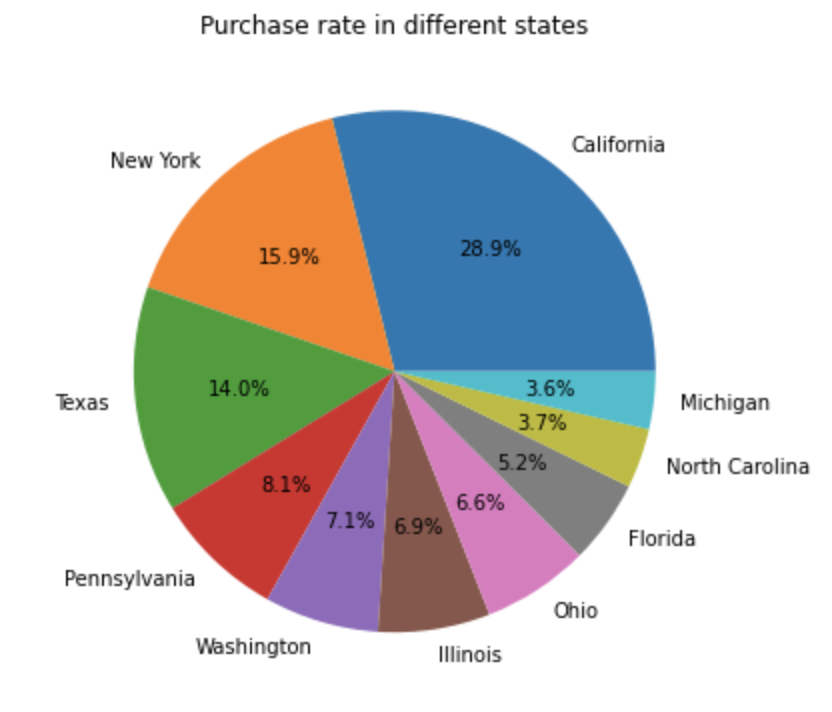 Purchase rate in different states
California
New York
28.9%
15.9%
14.0%
3.6%
Texas
Michigan
3.7%
5.2%
North Carolina
8.1%
6.6%
7.1%
6.9%
Florida
Pennsylvania
Ohio
Washington
Illinois